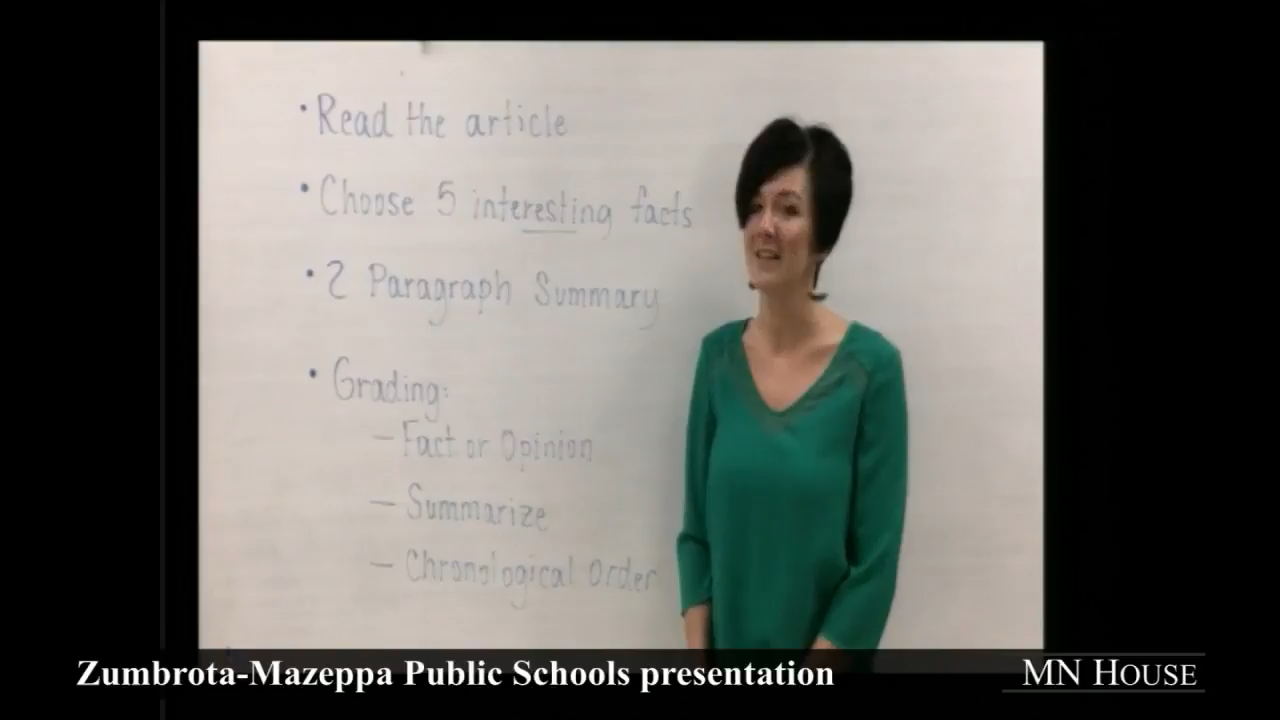 • Read the article
• Choose 5 interesting facts
• 2 Paragraph Summary
• Grading:
– Fact or Opinion
– Summarize
– Chronological Order
Zumbrota-Mazeppa Public Schools presentation
MN HOUSE